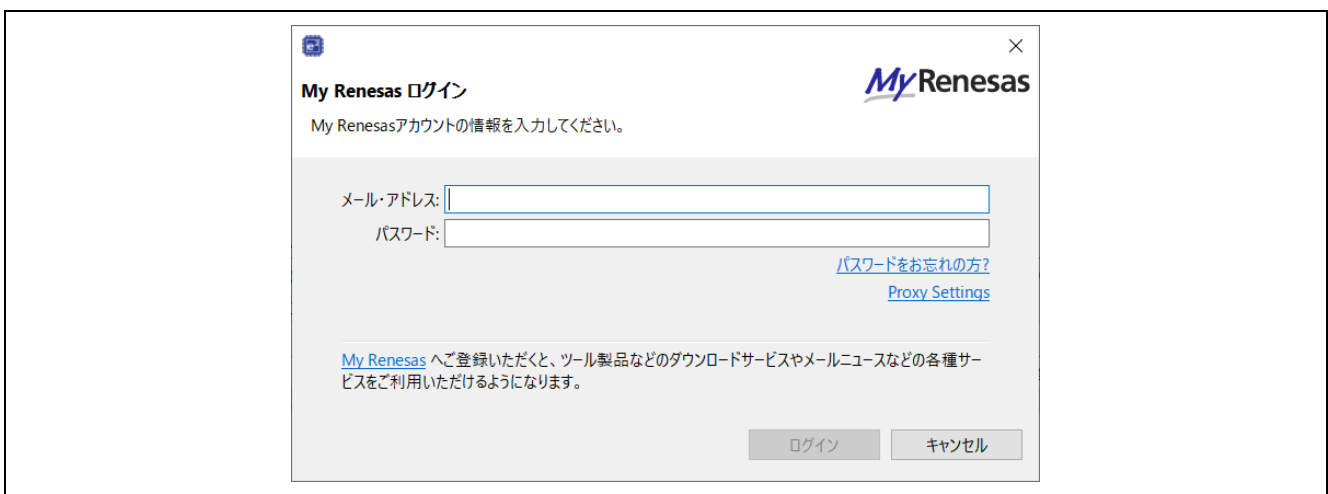 My Renesas
My Renesas ログイン
My Renesasアカウントの情報を入力してください。
メール・アドレス:
パスワード:
パスワードをお忘れの方?
Proxy Settings
My Renesas へご登録いただくと、ツール製品などのダウンロードサービスやメールニュースなどの各種サー
ビスをご利用いただけるようになります。
ログイン キャンセル